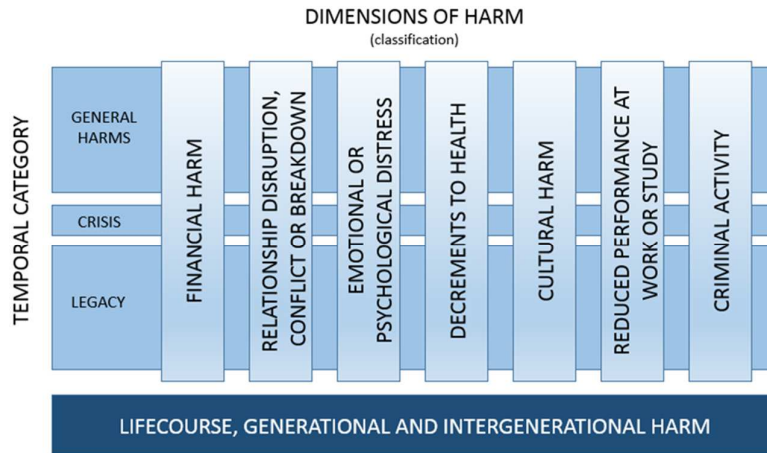 DIMENSIONS OF HARM
(classification)
TEMPORAL CATEGORY
GENERAL
HARMS
CRISIS
LEGACY
FINANCIAL HARM
RELATIONSHIP DISRUPTION,
CONFLICT OR BREAKDOWN
EMOTIONAL OR
PSYCHOLOGICAL DISTRESS
DECREMENTS TO HEALTH
CULTURAL HARM
REDUCED PERFORMANCE AT
WORK OR STUDY
CRIMINAL ACTIVITY
LIFECOURSE, GENERATIONAL AND INTERGENERATIONAL HARM